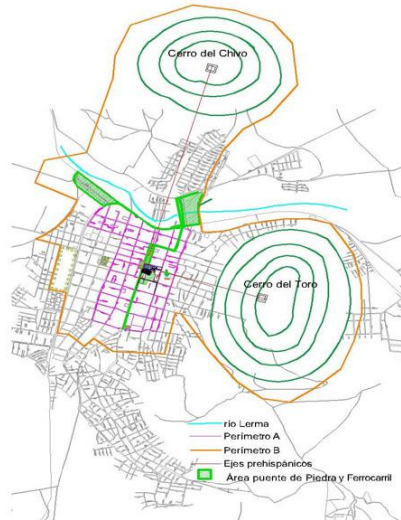 Cerro del Chivo
Cerro del Toro
río Lerma
Perímetro A
Perímetro B
Ejes prehispánicos
Área puente de Piedra y Ferrocarril